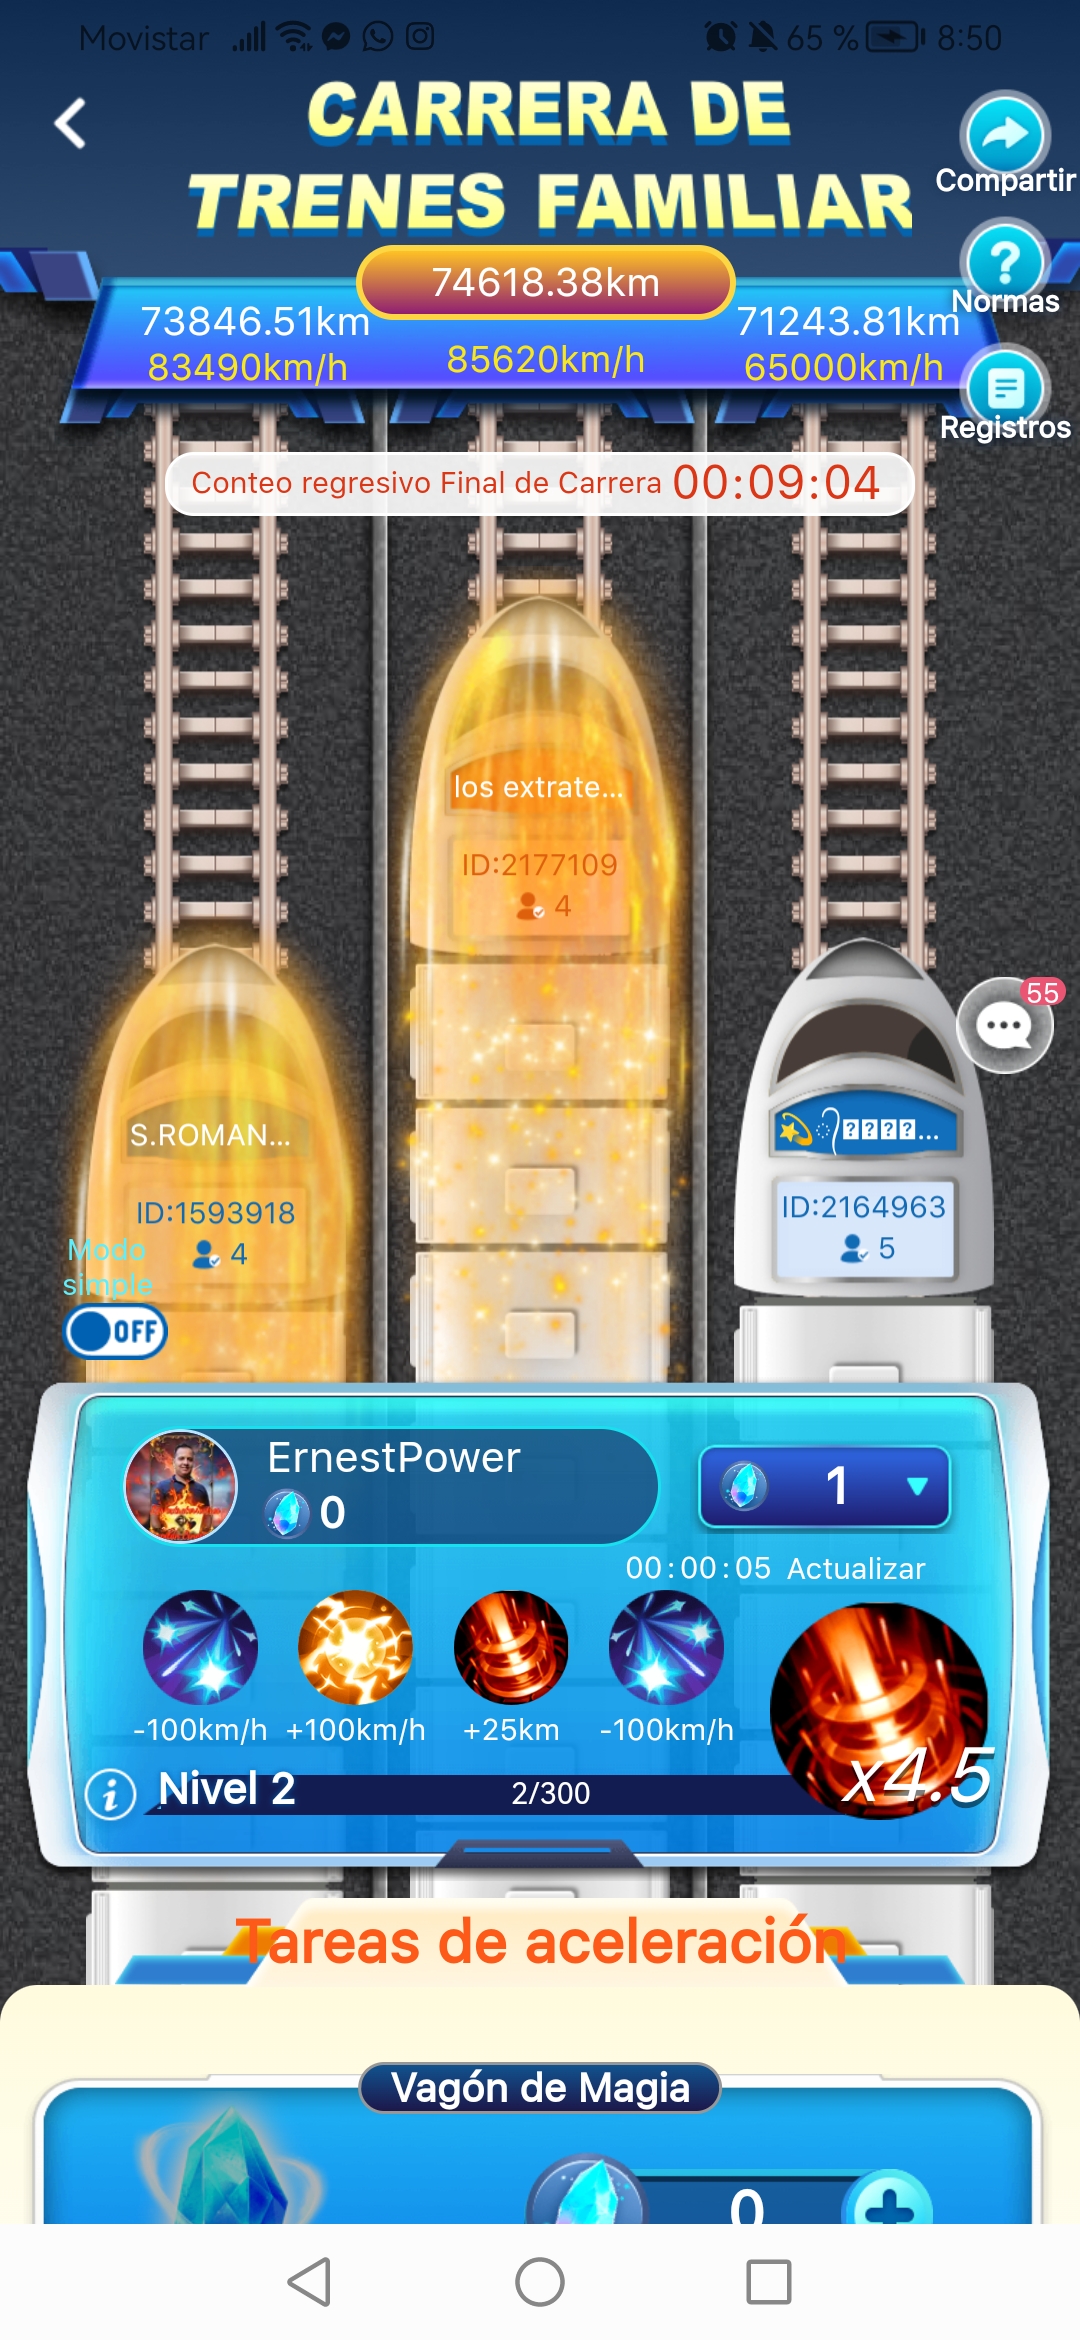 Movistar 65 % 8:50
CARRERA DE
TRENES FAMILIAR
Compartir
Normas
Registros
74618.38km
73846.51km
71243.81km
83490km/h
85620km/h
65000km/h
Conteo regresivo Final de Carrera 00:09:04
los extrate...
ID:2177109
4
55
S.ROMAN...
ID:1593918
4
...
ID:2164963
5
Modo
simple
OFF
ErnestPower
0
1
00:00:05 Actualizar
-100km/h +100km/h +25km -100km/h
x4.5
Nivel 2 2/300
Tareas de aceleración
Vagón de Magia
0